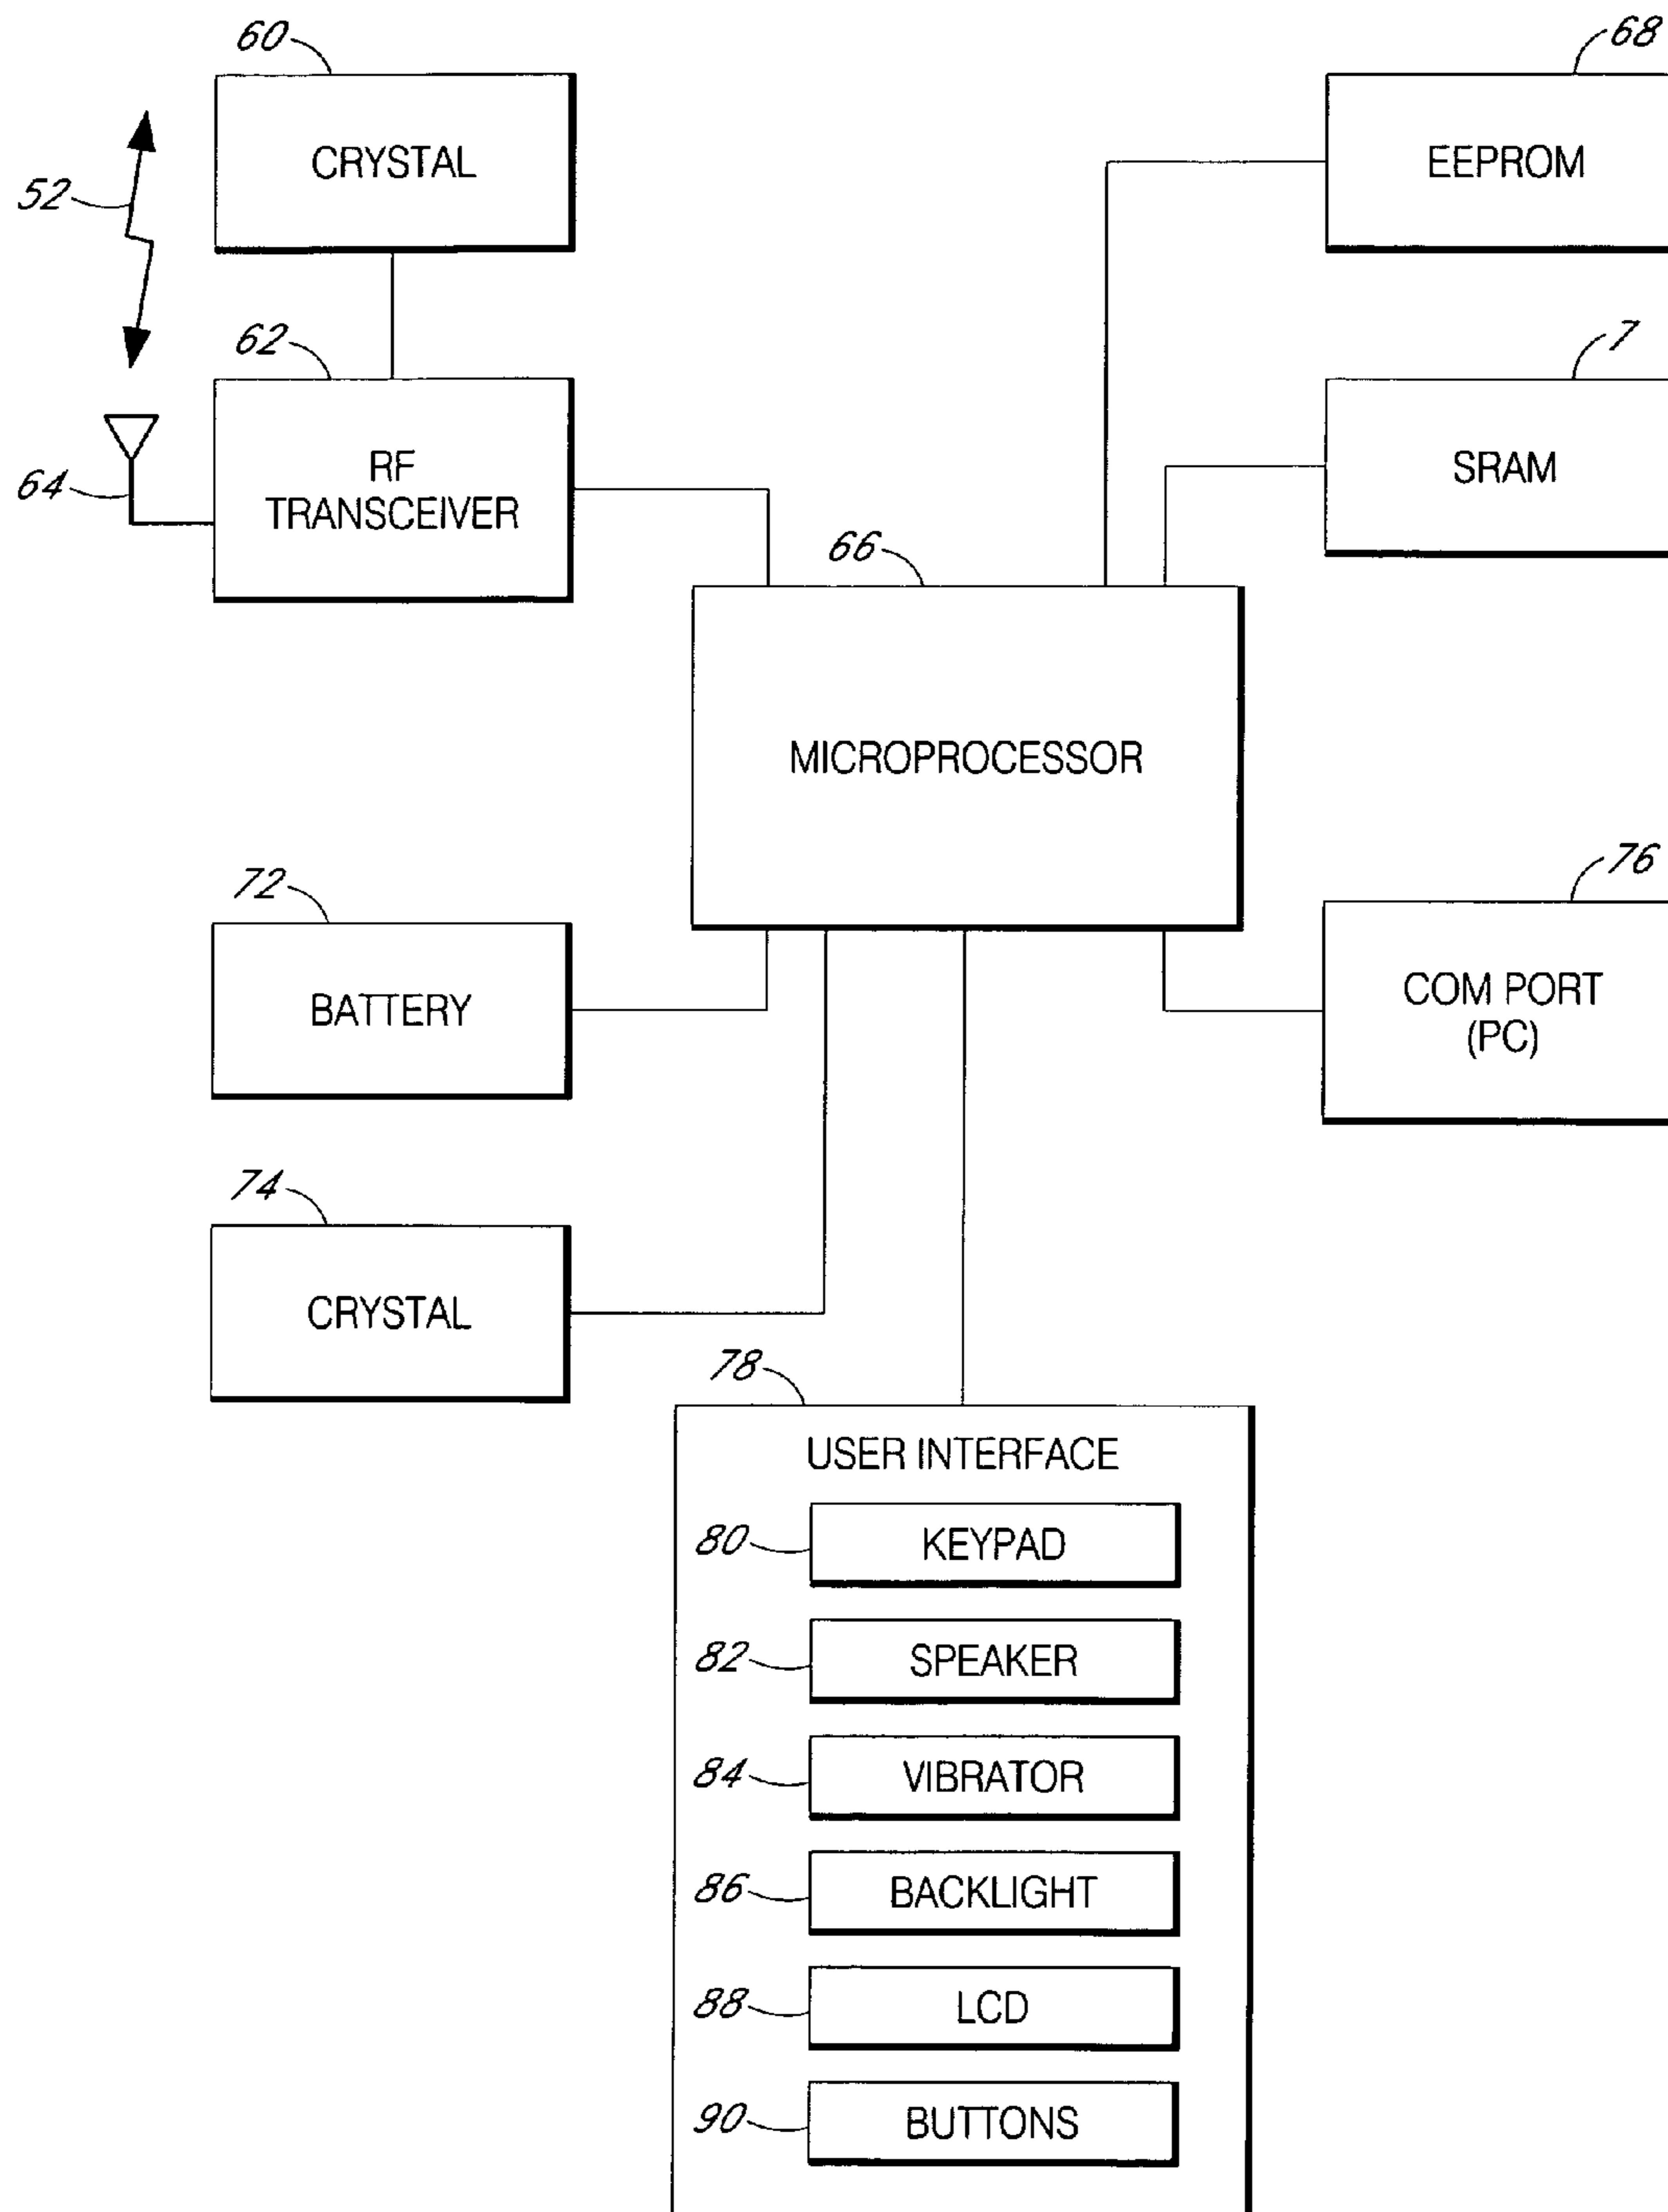 60
68
CRYSTAL
EEPROM
52
62
7
64
RF
TRANSCEIVER
SRAM
66
MICROPROCESSOR
72
76
BATTERY
COM PORT
(PC)
74
CRYSTAL
78
USER INTERFACE
80 KEYPAD
82 SPEAKER
84 VIBRATOR
86 BACKLIGHT
88 LCD
90 BUTTONS